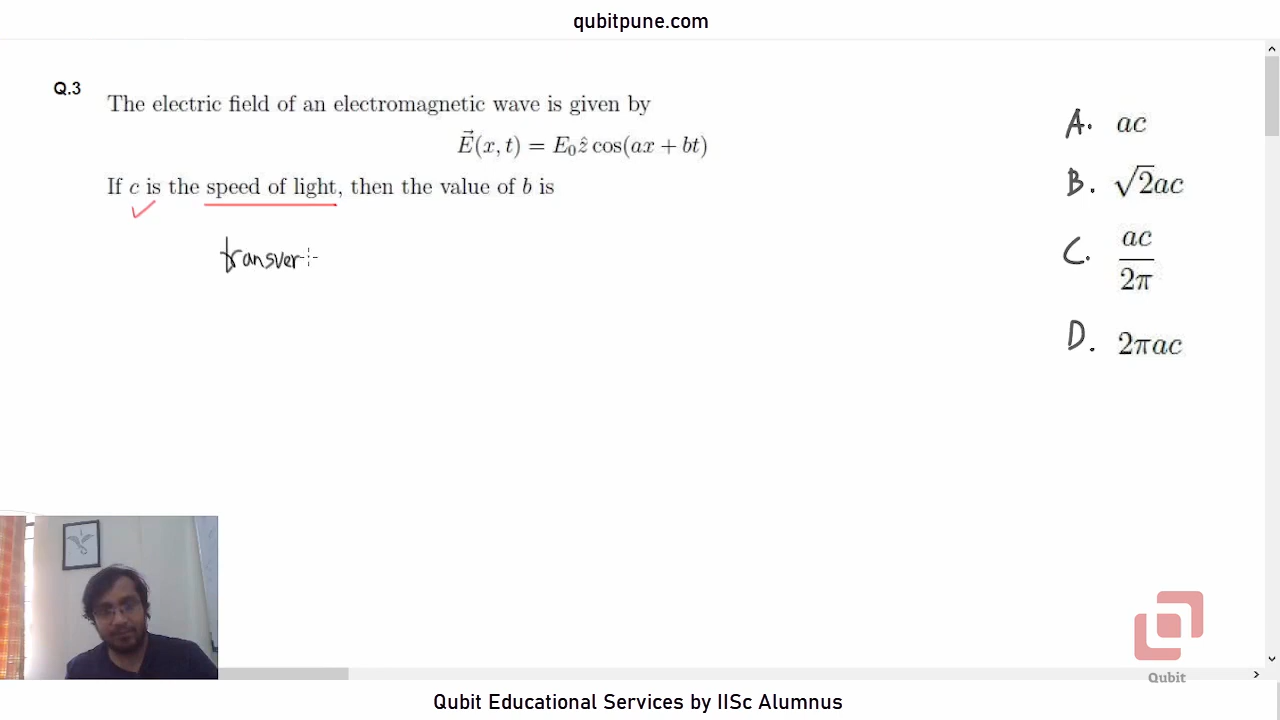 qubitpune.com
Q.3
The electric field of an electromagnetic wave is given by
E⃗(x, t) = E₀ẑ cos(ax + bt)
If c is the speed of light, then the value of b is
transver
A. ac
B. √2ac
C. ac/2π
D. 2πac
Qubit
Qubit Educational Services by IISc Alumnus